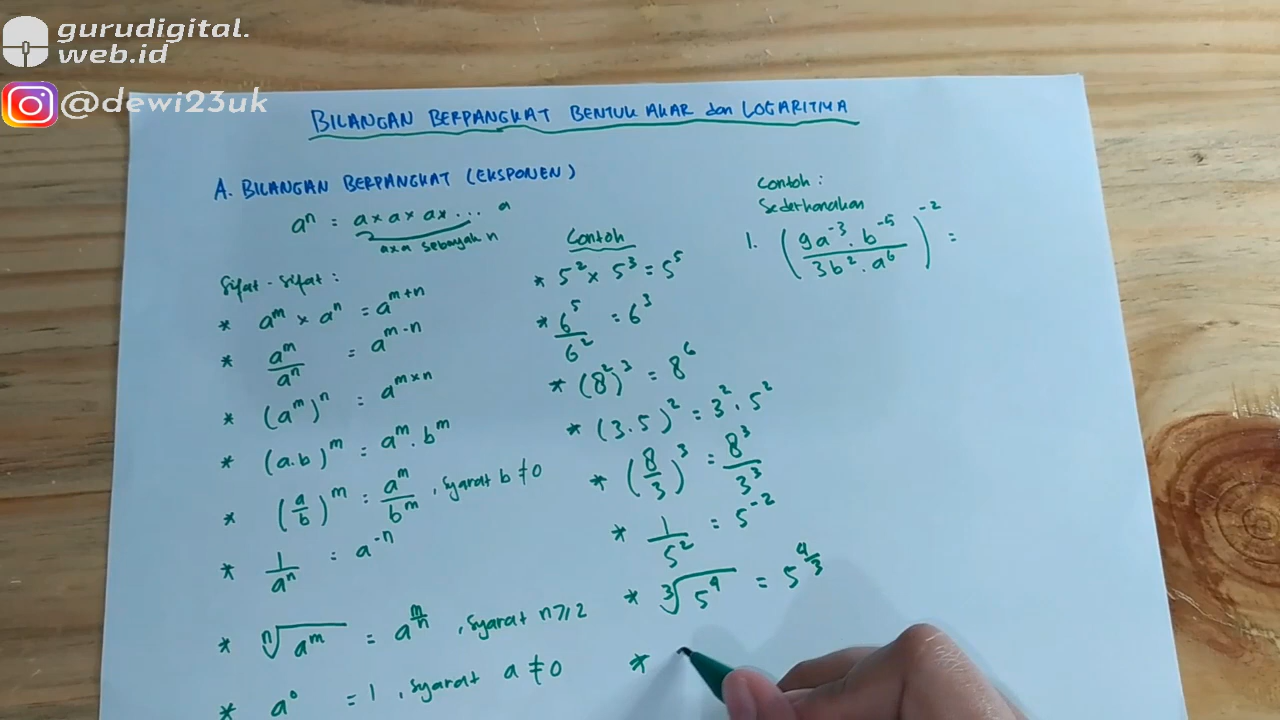 gurudigital.
web.id
@dewi23uk
BILANGAN BERPANGKAT BENTUK AKAR dan LOGARITMA
A. BILANGAN BERPANGKAT (EKSPONEN)
aⁿ = a×a×a×... a
axa sebanyak n
Sifat-sifat:
* aᵐ × aⁿ = aᵐ⁺ⁿ
* aᵐ/aⁿ = aᵐ⁻ⁿ
* (aᵐ)ⁿ = aᵐˣⁿ
* (a.b)ᵐ = aᵐ.bᵐ
* (a/b)ᵐ = aᵐ/bᵐ, syarat b≠0
* 1/aⁿ = a⁻ⁿ
* ⁿ√aᵐ = a^(m/n), syarat n≥2
* a⁰ = 1, syarat a≠0
Contoh
* 5² × 5³ = 5⁵
* 6⁵/6² = 6³
* (8²)³ = 8⁶
* (3.5)² = 3².5²
* (8/3)³ = 8³/3³
* 1/5² = 5⁻²
* ³√5⁴ = 5^(4/3)
*
Contoh:
Sederhanakan
1. (9a⁻³.b⁻⁵/3b².a⁶)⁻² =